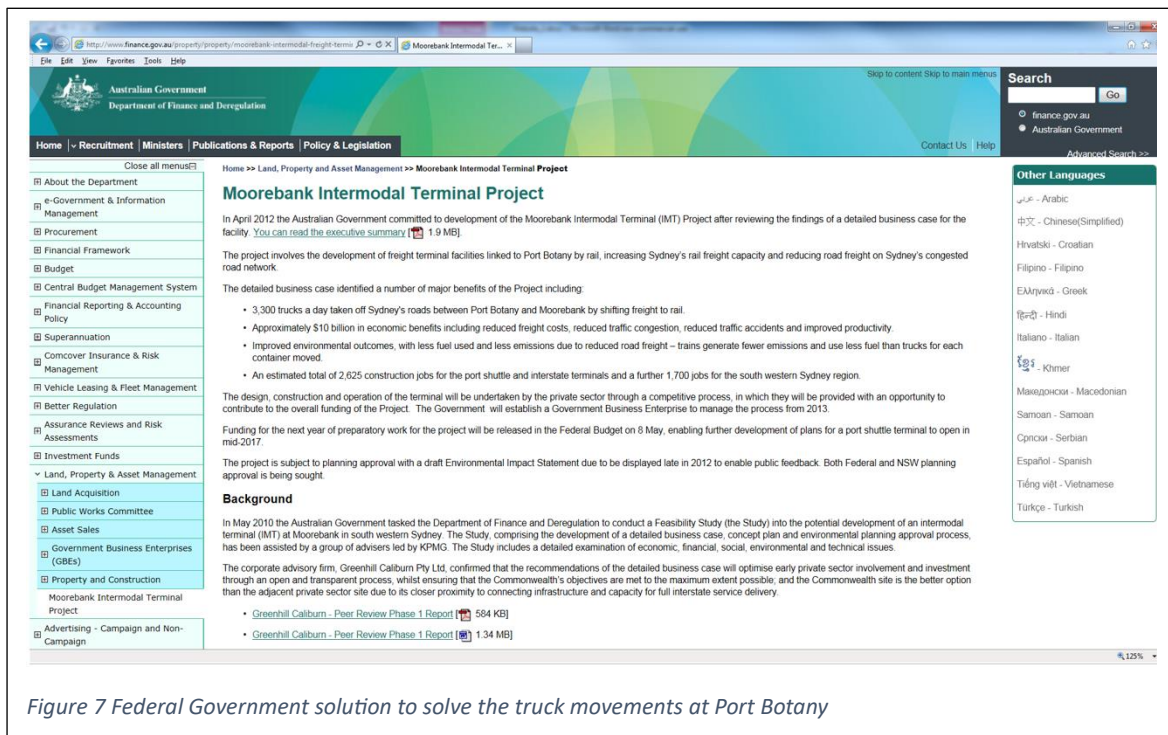 http://www.finance.gov.au/property/property/moorebank-intermodal-freight-termi
Moorebank Intermodal Ter...
File Edit View Favorites Tools Help
Australian Government
Department of Finance and Deregulation
Skip to content Skip to main menus
Search
Go
finance.gov.au
Australian Government
Advanced Search >>
Home Recruitment Ministers Publications & Reports Policy & Legislation
Contact Us Help
Close all menus
About the Department
e-Government & Information
Management
Procurement
Financial Framework
Budget
Central Budget Management System
Financial Reporting & Accounting
Policy
Superannuation
Comcover Insurance & Risk
Management
Vehicle Leasing & Fleet Management
Better Regulation
Assurance Reviews and Risk
Assessments
Investment Funds
Land, Property & Asset Management
Land Acquisition
Public Works Committee
Asset Sales
Government Business Enterprises
(GBEs)
Property and Construction
Moorebank Intermodal Terminal
Project
Advertising - Campaign and Non-
Campaign
Home >> Land, Property and Asset Management >> Moorebank Intermodal Terminal Project
Moorebank Intermodal Terminal Project
In April 2012 the Australian Government committed to development of the Moorebank Intermodal Terminal (IMT) Project after reviewing the findings of a detailed business case for the
facility. You can read the executive summary [ 1.9 MB].
The project involves the development of freight terminal facilities linked to Port Botany by rail, increasing Sydney's rail freight capacity and reducing road freight on Sydney's congested
road network.
The detailed business case identified a number of major benefits of the Project including:
• 3,300 trucks a day taken off Sydney's roads between Port Botany and Moorebank by shifting freight to rail.
• Approximately $10 billion in economic benefits including reduced freight costs, reduced traffic congestion, reduced traffic accidents and improved productivity.
• Improved environmental outcomes, with less fuel used and less emissions due to reduced road freight – trains generate fewer emissions and use less fuel than trucks for each
container moved.
• An estimated total of 2,625 construction jobs for the port shuttle and interstate terminals and a further 1,700 jobs for the south western Sydney region.
The design, construction and operation of the terminal will be undertaken by the private sector through a competitive process, in which they will be provided with an opportunity to
contribute to the overall funding of the Project. The Government will establish a Government Business Enterprise to manage the process from 2013.
Funding for the next year of preparatory work for the project will be released in the Federal Budget on 8 May, enabling further development of plans for a port shuttle terminal to open in
mid-2017.
The project is subject to planning approval with a draft Environmental Impact Statement due to be displayed late in 2012 to enable public feedback. Both Federal and NSW planning
approval is being sought.
Background
In May 2010 the Australian Government tasked the Department of Finance and Deregulation to conduct a Feasibility Study (the Study) into the potential development of an intermodal
terminal (IMT) at Moorebank in south western Sydney. The Study, comprising the development of a detailed business case, concept plan and environmental planning approval process,
has been assisted by a group of advisers led by KPMG. The Study includes a detailed examination of economic, financial, social, environmental and technical issues.
The corporate advisory firm, Greenhill Caliburn Pty Ltd, confirmed that the recommendations of the detailed business case will optimise early private sector involvement and investment
through an open and transparent process, whilst ensuring that the Commonwealth's objectives are met to the maximum extent possible; and the Commonwealth site is the better option
than the adjacent private sector site due to its closer proximity to connecting infrastructure and capacity for full interstate service delivery.
• Greenhill Caliburn - Peer Review Phase 1 Report [ 584 KB]
• Greenhill Caliburn - Peer Review Phase 1 Report [ 1.34 MB]
Other Languages
عربي - Arabic
中文 - Chinese(Simplified)
Hrvatski - Croatian
Filipino - Filipino
Ελληνικά - Greek
हिन्दी - Hindi
Italiano - Italian
ខ្មែរ - Khmer
Македонски - Macedonian
Samoan - Samoan
Српски - Serbian
Español - Spanish
Tiếng việt - Vietnamese
Türkçe - Turkish
125%
Figure 7 Federal Government solution to solve the truck movements at Port Botany